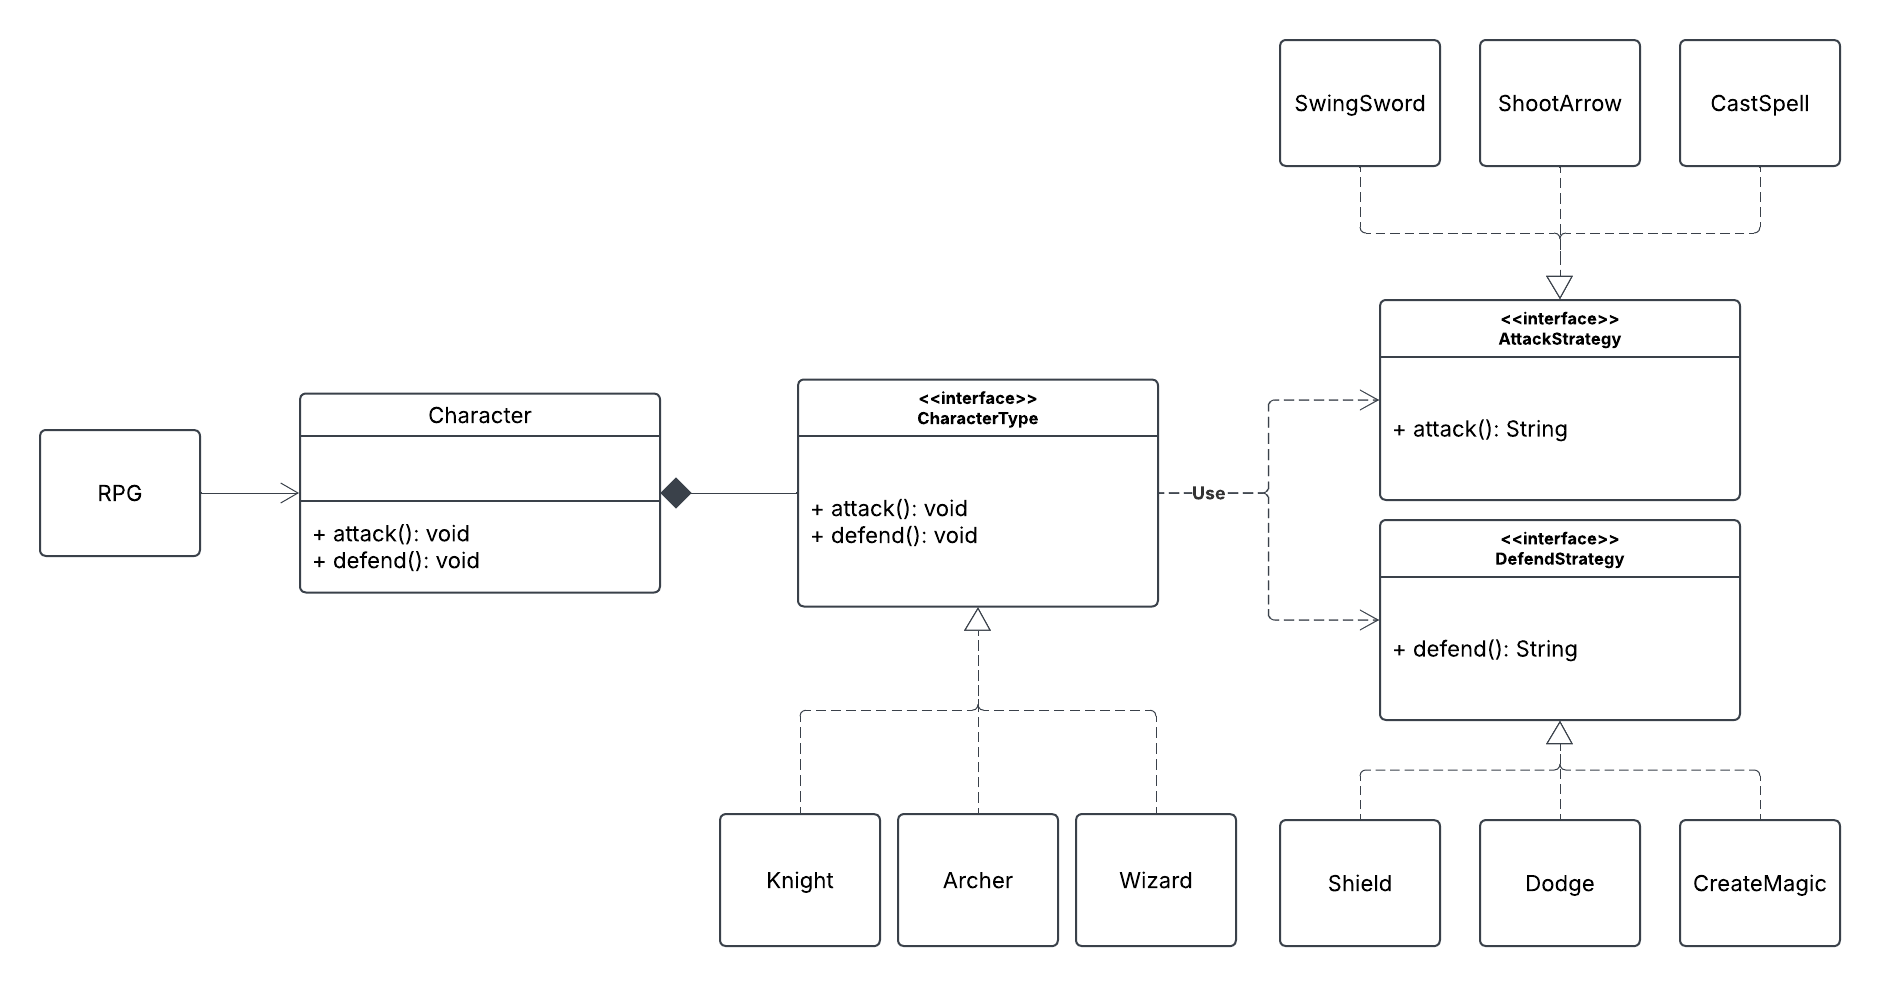 SwingSword
ShootArrow
CastSpell
<<interface>>
AttackStrategy
+ attack(): String
RPG
Character
+ attack(): void
+ defend(): void
<<interface>>
CharacterType
+ attack(): void
+ defend(): void
Use
<<interface>>
DefendStrategy
+ defend(): String
Knight
Archer
Wizard
Shield
Dodge
CreateMagic